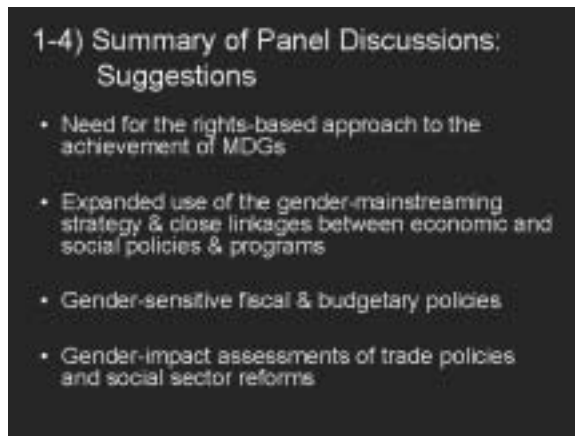 1-4) Summary of Panel Discussions:
Suggestions
• Need for the rights-based approach to the
achievement of MDGs
• Expanded use of the gender-mainstreaming
strategy & close linkages between economic and
social policies & programs
• Gender-sensitive fiscal & budgetary policies
• Gender-impact assessments of trade policies
and social sector reforms